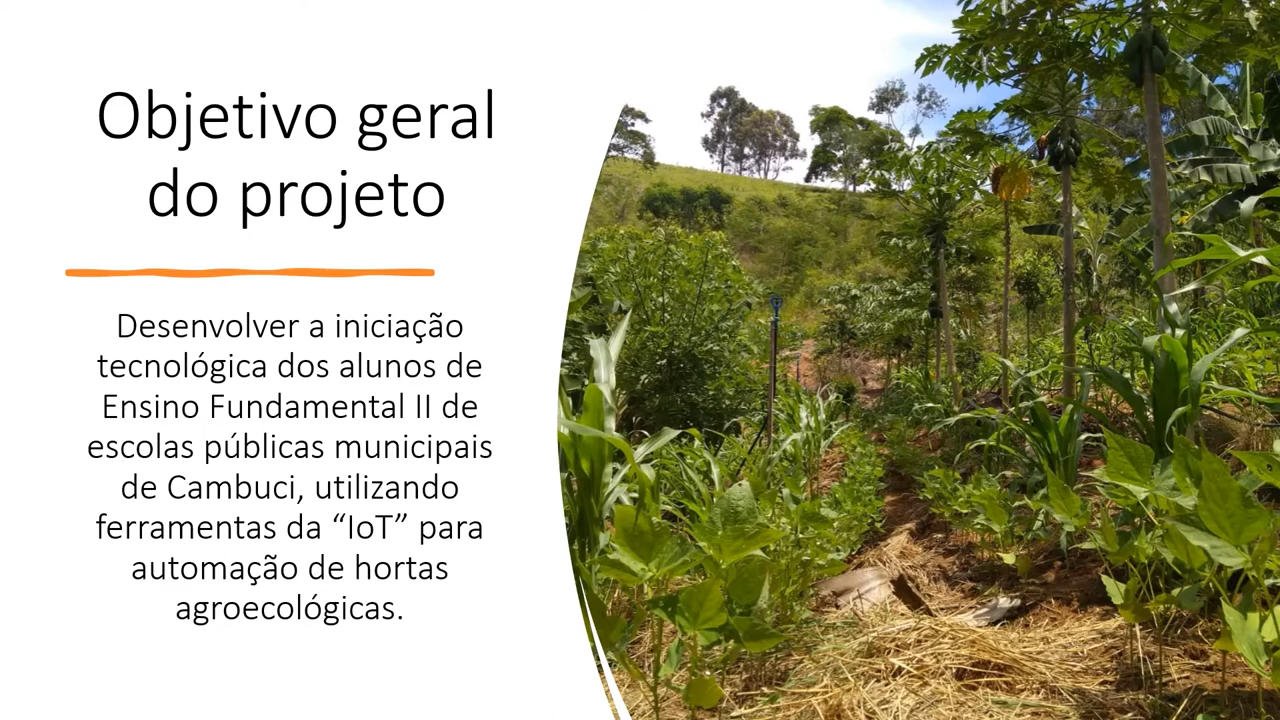 Objetivo geral
do projeto
Desenvolver a iniciação
tecnológica dos alunos de
Ensino Fundamental II de
escolas públicas municipais
de Cambuci, utilizando
ferramentas da “IoT” para
automação de hortas
agroecológicas.